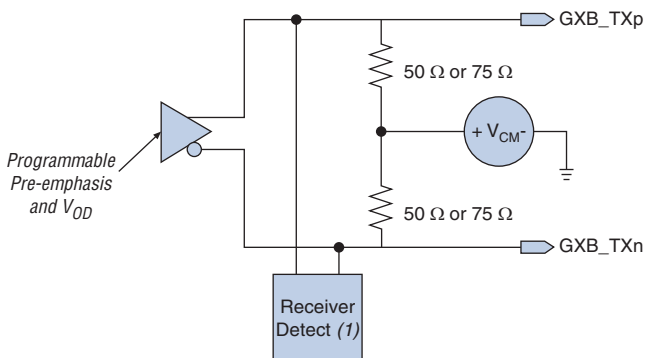 GXB_TXp
50 Ω or 75 Ω
+ VCM-
Programmable
Pre-emphasis
and VOD
50 Ω or 75 Ω
GXB_TXn
Receiver
Detect (1)